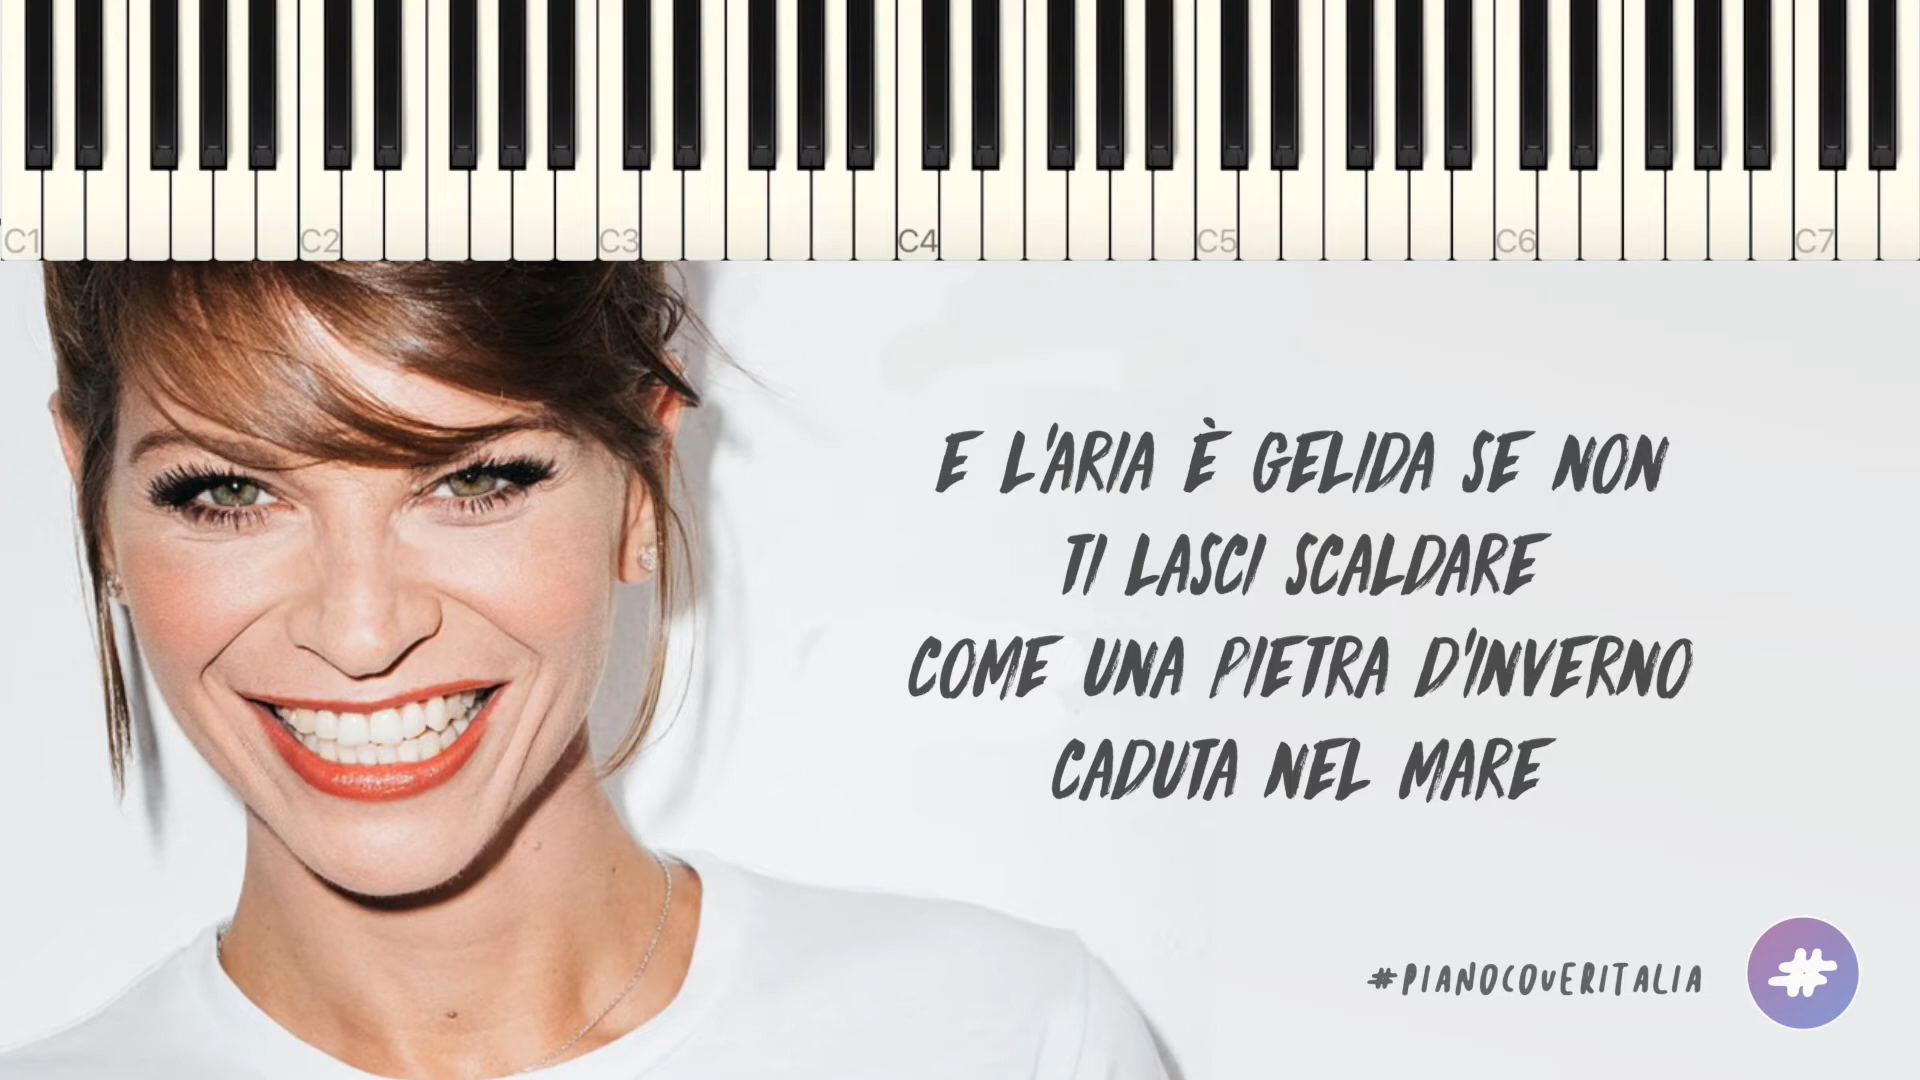 C1 C2 C3 C4 C5 C6 C7
E L'ARIA È GELIDA SE NON
TI LASCI SCALDARE
COME UNA PIETRA D'INVERNO
CADUTA NEL MARE
#PIANOCOVERITALIA #